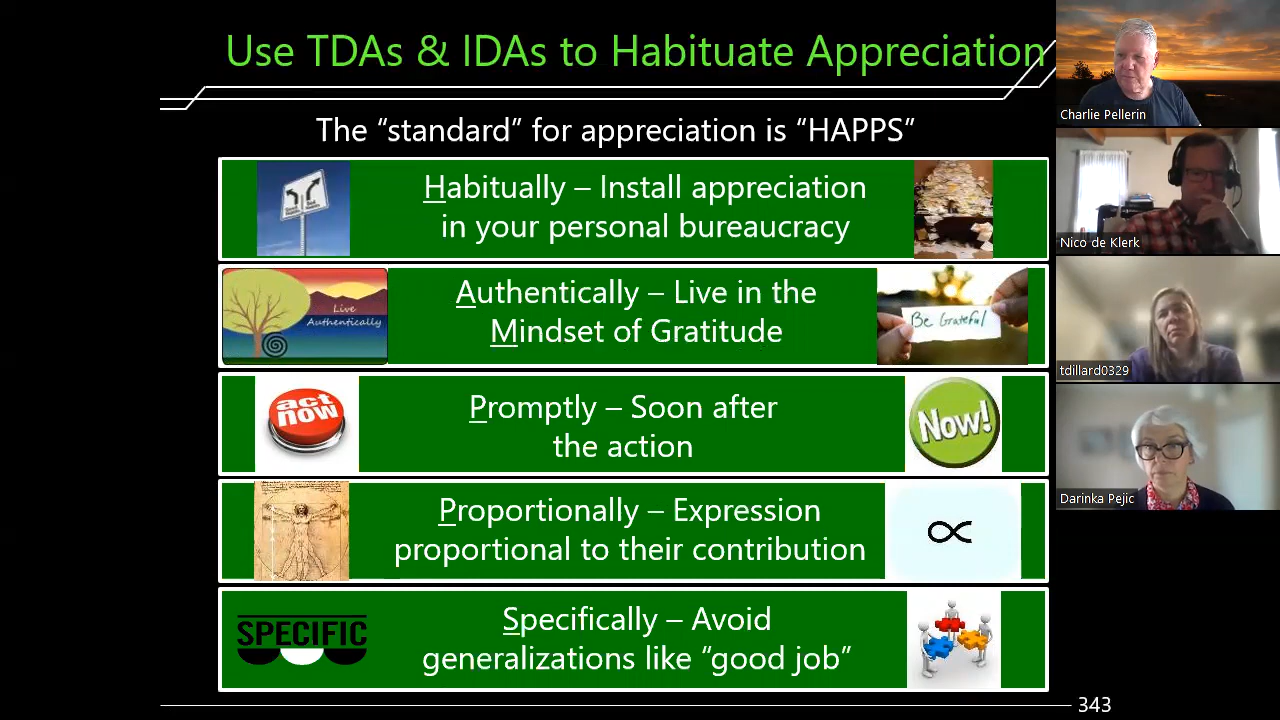 Use TDAs & IDAs to Habituate Appreciation
The “standard” for appreciation is “HAPPS”
Habitually – Install appreciation
in your personal bureaucracy
Live
Authentically
Authentically – Live in the
Mindset of Gratitude
Be Grateful
act
now
Promptly – Soon after
the action
Now!
Proportionally – Expression
proportional to their contribution
∝
SPECIFIC
Specifically – Avoid
generalizations like “good job”
343
Charlie Pellerin
Nico de Klerk
tdillard0329
Darinka Pejic